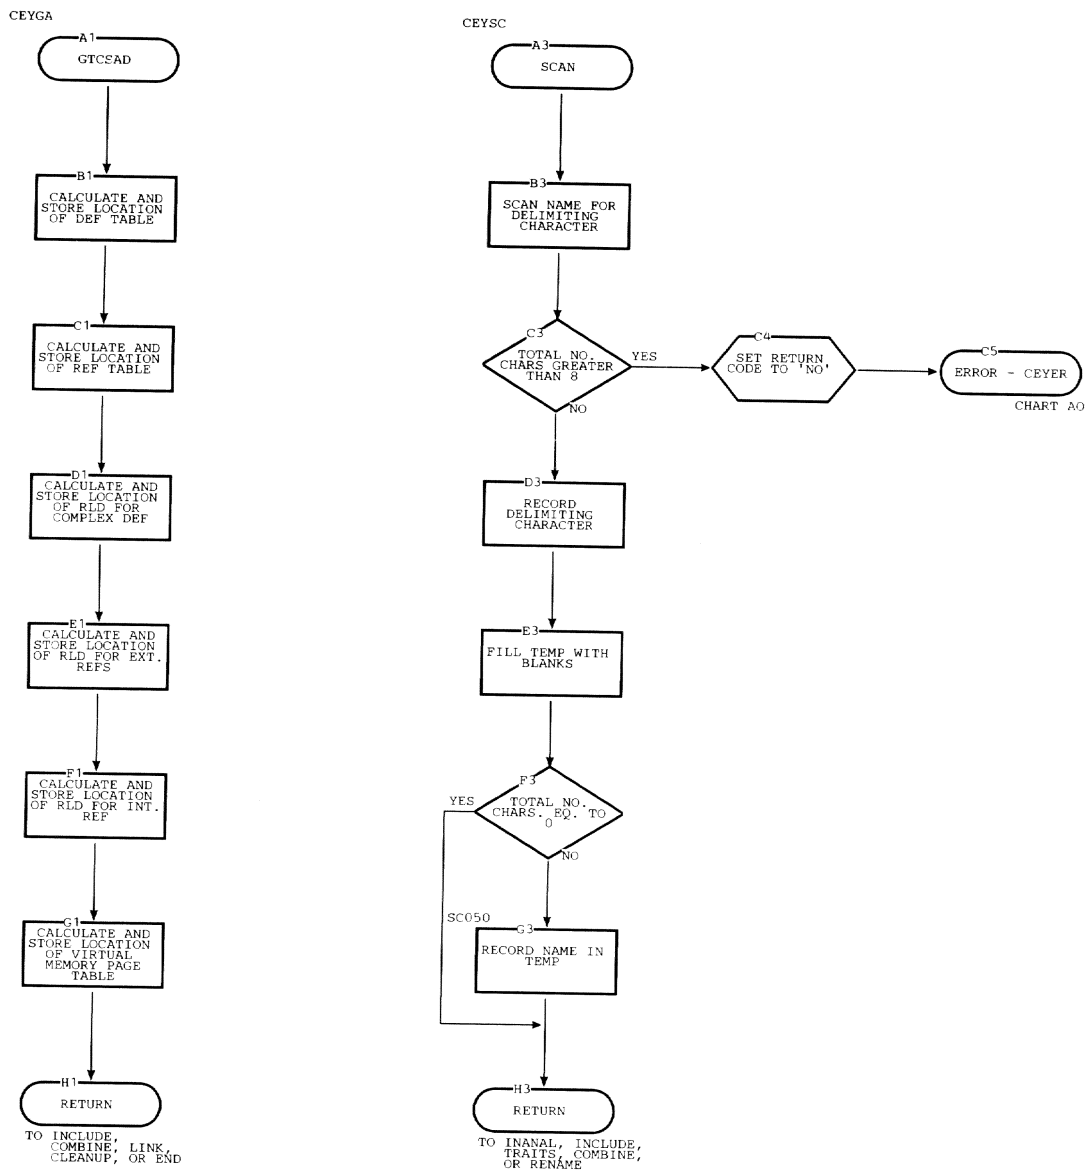 CEYGA
A1
GTCSAD
B1
CALCULATE AND
STORE LOCATION
OF DEF TABLE
C1
CALCULATE AND
STORE LOCATION
OF REF TABLE
D1
CALCULATE AND
STORE LOCATION
OF RLD FOR
COMPLEX DEF
E1
CALCULATE AND
STORE LOCATION
OF RLD FOR EXT.
REFS
F1
CALCULATE AND
STORE LOCATION
OF RLD FOR INT.
REF
G1
CALCULATE AND
STORE LOCATION
OF VIRTUAL
MEMORY PAGE
TABLE
H1
RETURN
TO INCLUDE,
COMBINE, LINK,
CLEANUP, OR END
CEYSC
A3
SCAN
B3
SCAN NAME FOR
DELIMITING
CHARACTER
C3
TOTAL NO.
CHARS GREATER
THAN 8
YES
NO
C4
SET RETURN
CODE TO 'NO'
C5
ERROR - CEYER
CHART AO
D3
RECORD
DELIMITING
CHARACTER
E3
FILL TEMP WITH
BLANKS
F3
TOTAL NO.
CHARS. EQ. TO
0
YES
NO
SC050
G3
RECORD NAME IN
TEMP
H3
RETURN
TO INANAL, INCLUDE,
TRAITS, COMBINE,
OR RENAME